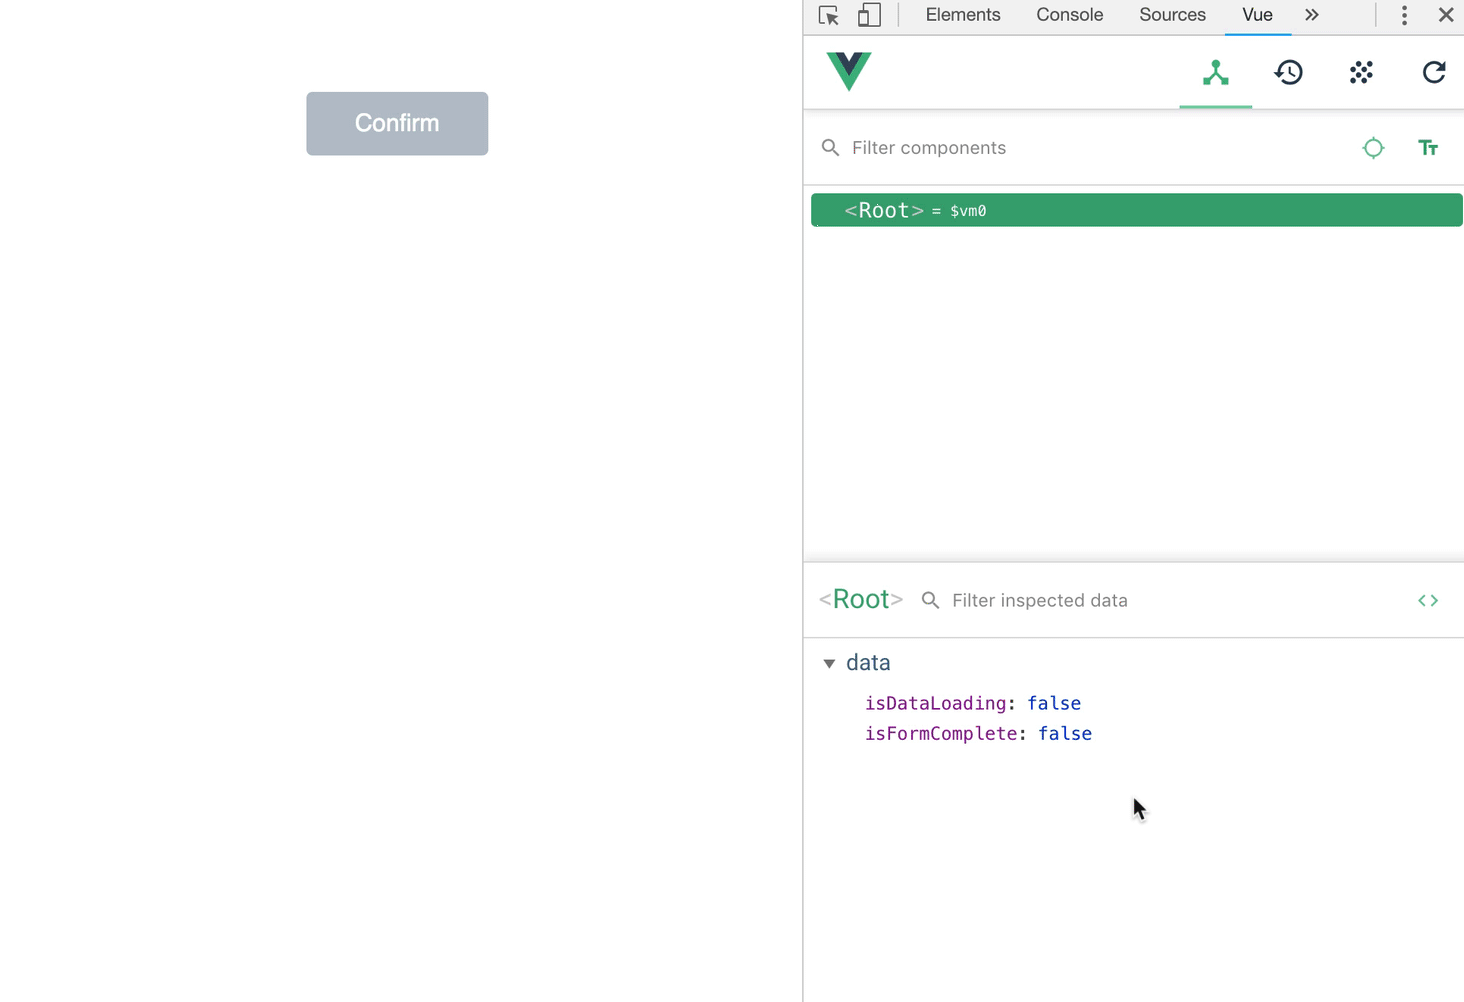 Confirm
Elements Console Sources Vue
Filter components
<Root> = $vm0
<Root> Filter inspected data
data
isDataLoading: false
isFormComplete: false